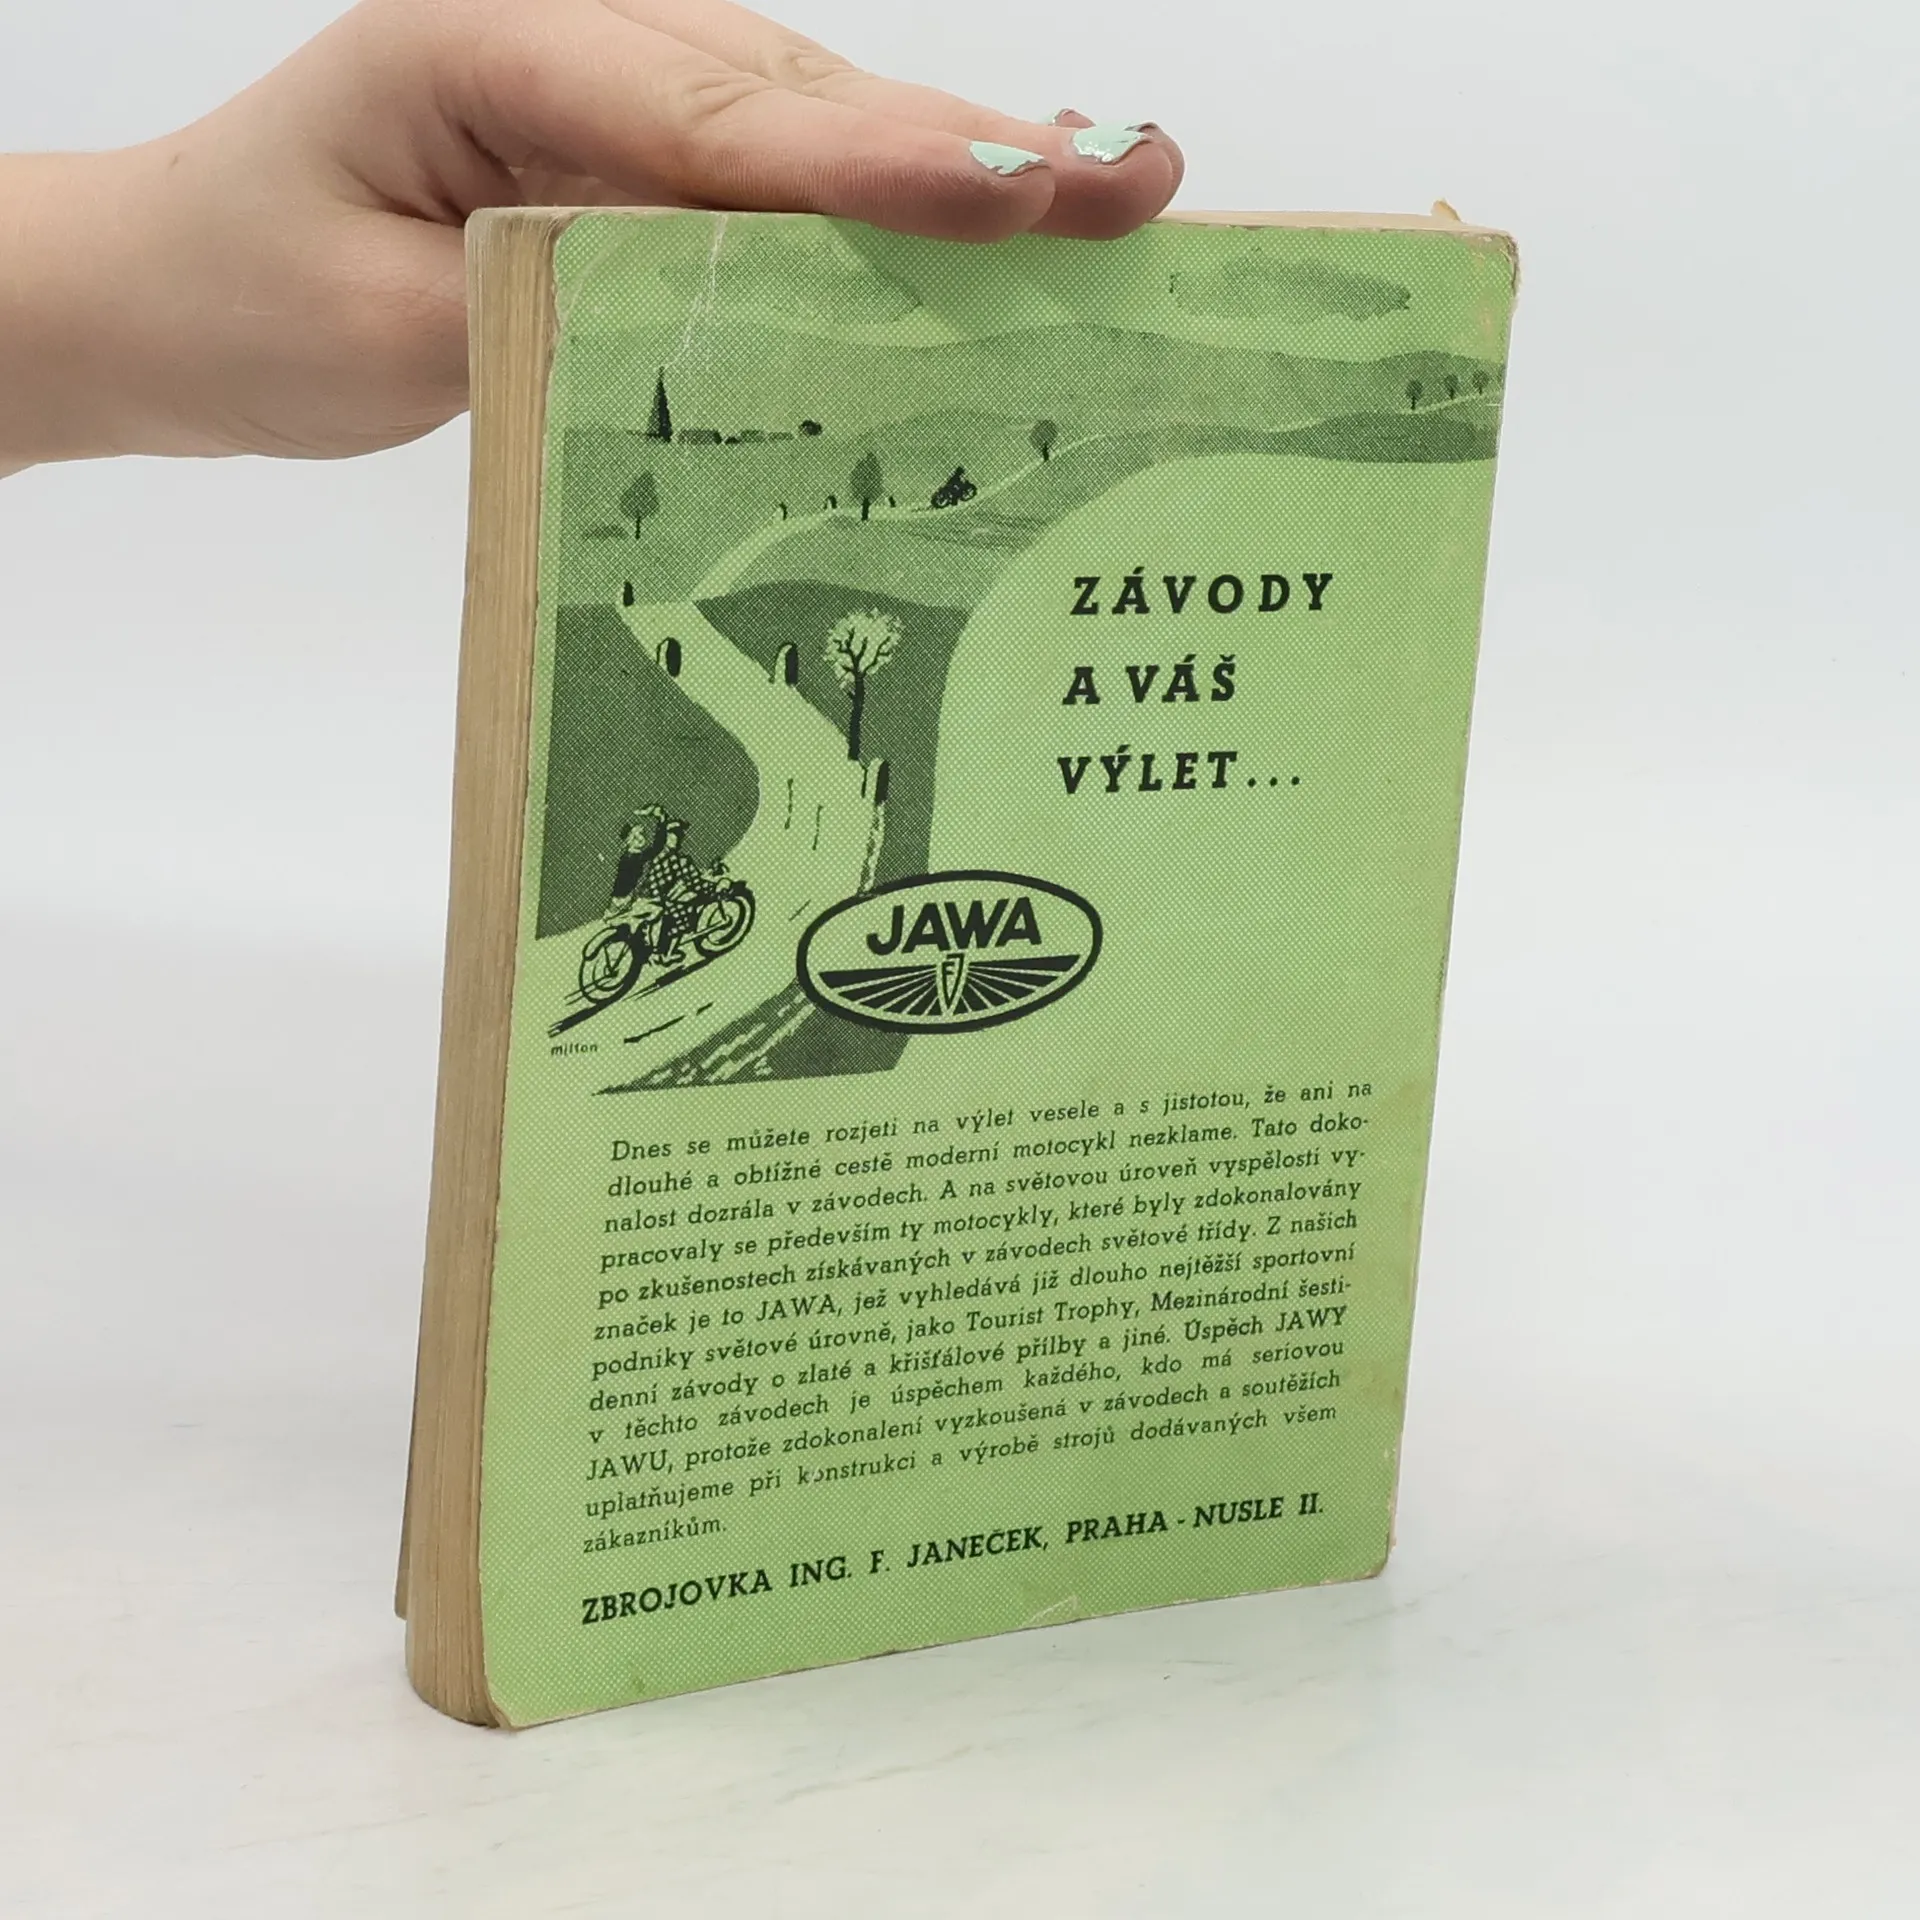 ZÁVODY
A VÁŠ
VÝLET...
JAWA
FJ
milton
Dnes se můžete rozjeti na výlet vesele a s jistotou, že ani na
dlouhé a obtížné cestě moderní motocykl nezklame. Tato doko-
nalost dozrála v závodech. A na světovou úroveň vyspělosti vy-
pracovaly se především ty motocykly, které byly zdokonalovány
po zkušenostech získávaných v závodech světové třídy. Z našich
značek je to JAWA, jež vyhledává již dlouho nejtěžší sportovní
podniky světové úrovně, jako Tourist Trophy, Mezinárodní šesti-
denní závody o zlaté a křišťálové přílby a jiné. Úspěch JAWY
v těchto závodech je úspěchem každého, kdo má seriovou
JAWU, protože zdokonalení vyzkoušená v závodech a soutěžích
uplatňujeme při konstrukci a výrobě strojů dodávaných všem
zákazníkům.
ZBROJOVKA ING. F. JANEČEK, PRAHA - NUSLE II.